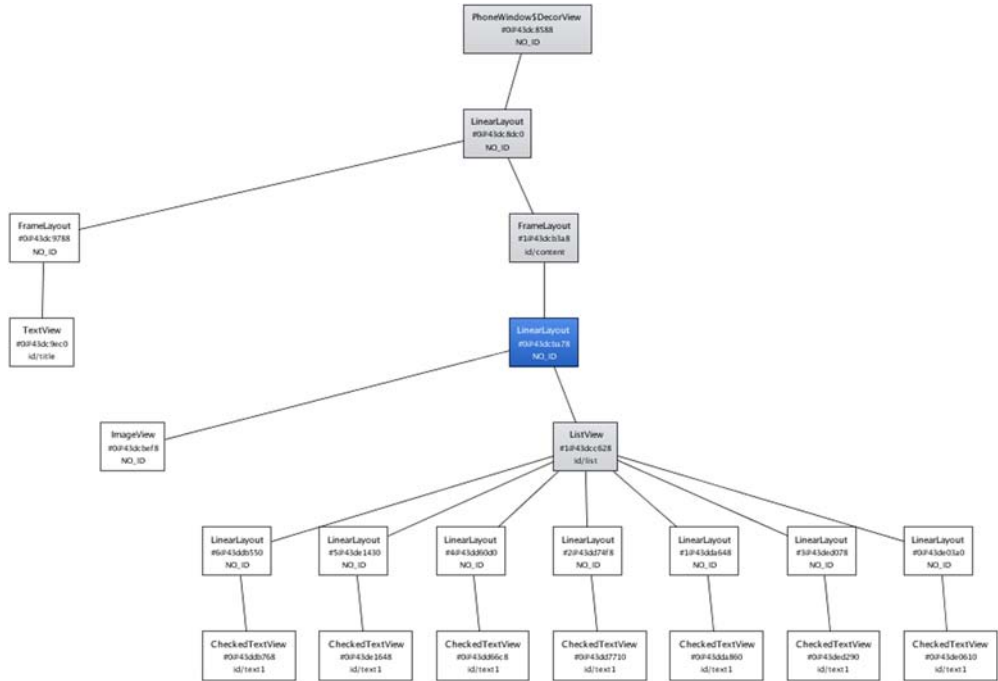 PhoneWindow$DecorView
#0@43dc8588
NO_ID
LinearLayout
#0@43dc8dc0
NO_ID
FrameLayout
#0@43dc9788
NO_ID
FrameLayout
#1@43dcb3a8
id/content
TextView
#0@43dc9ec0
id/title
LinearLayout
#0@43dcba78
NO_ID
ImageView
#0@43dcbef8
NO_ID
ListView
#1@43dcc628
id/list
LinearLayout
#6@43ddb550
NO_ID
LinearLayout
#5@43de1430
NO_ID
LinearLayout
#4@43dd60d0
NO_ID
LinearLayout
#2@43dd74f8
NO_ID
LinearLayout
#1@43dda648
NO_ID
LinearLayout
#3@43ded078
NO_ID
LinearLayout
#0@43de03a0
NO_ID
CheckedTextView
#0@43ddb768
id/text1
CheckedTextView
#0@43de1648
id/text1
CheckedTextView
#0@43dd66c8
id/text1
CheckedTextView
#0@43dd7710
id/text1
CheckedTextView
#0@43dda860
id/text1
CheckedTextView
#0@43ded290
id/text1
CheckedTextView
#0@43de0610
id/text1